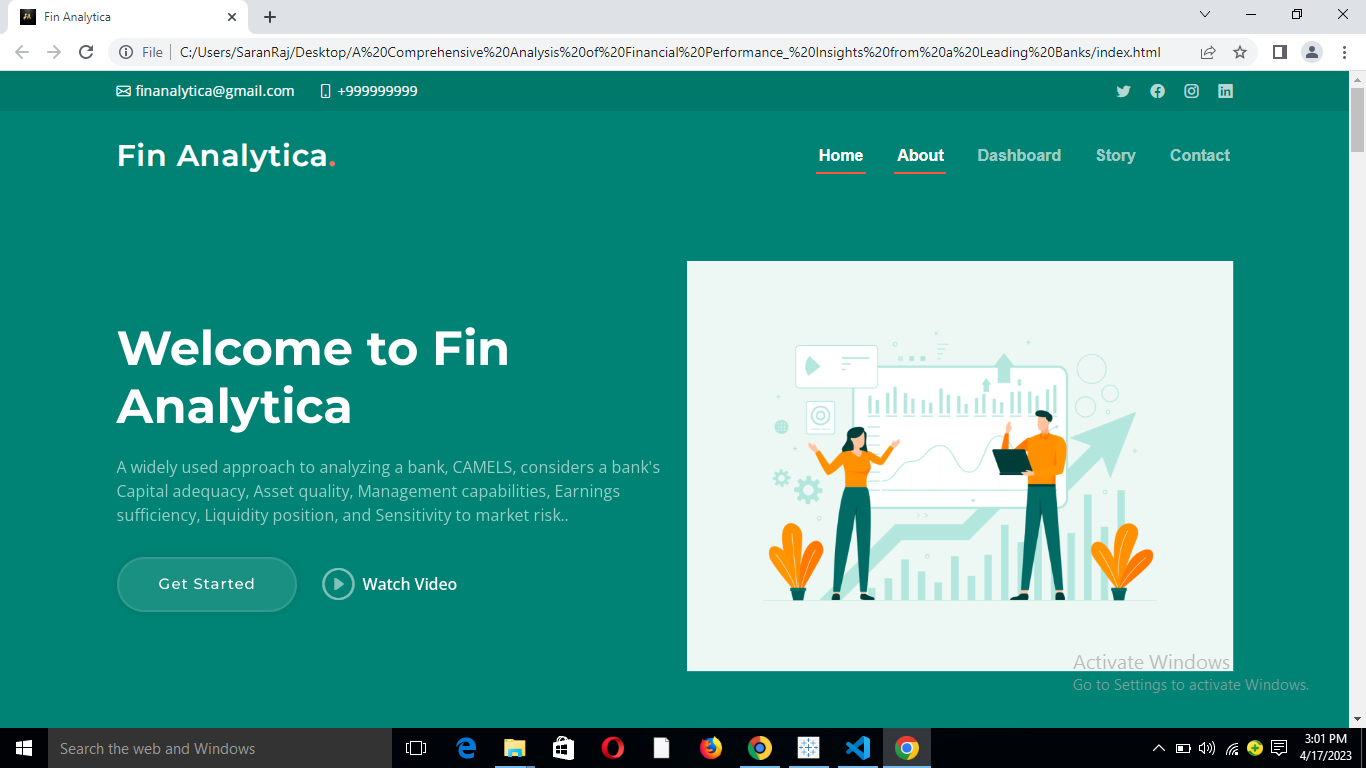 Fin Analytica
File
C:/Users/SaranRaj/Desktop/A%20Comprehensive%20Analysis%20of%20Financial%20Performance_%20Insights%20from%20a%20Leading%20Banks/index.html
finanalytica@gmail.com
+999999999
Fin Analytica.
Home
About
Dashboard
Story
Contact
Welcome to Fin
Analytica
A widely used approach to analyzing a bank, CAMELS, considers a bank's
Capital adequacy, Asset quality, Management capabilities, Earnings
sufficiency, Liquidity position, and Sensitivity to market risk..
Get Started
Watch Video
Activate Windows
Go to Settings to activate Windows.
Search the web and Windows
3:01 PM
4/17/2023